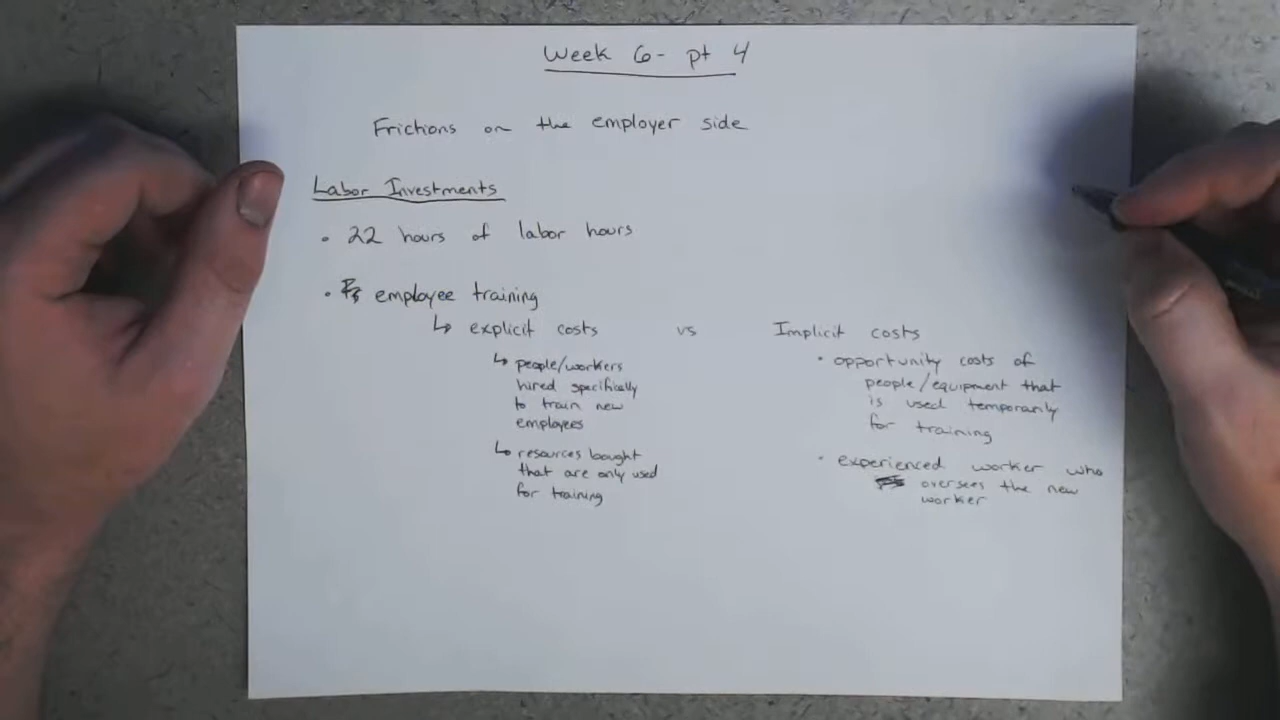 Week 6- pt 4
Frictions on the employer side
Labor Investments
• 22 hours of labor hours
• employee training
↳ explicit costs vs Implicit costs
↳ people/workers
hired specifically
to train new
employees
↳ resources bought
that are only used
for training
• opportunity costs of
people/equipment that
is used temporarily
for training
• experienced worker who
oversees the new
worker